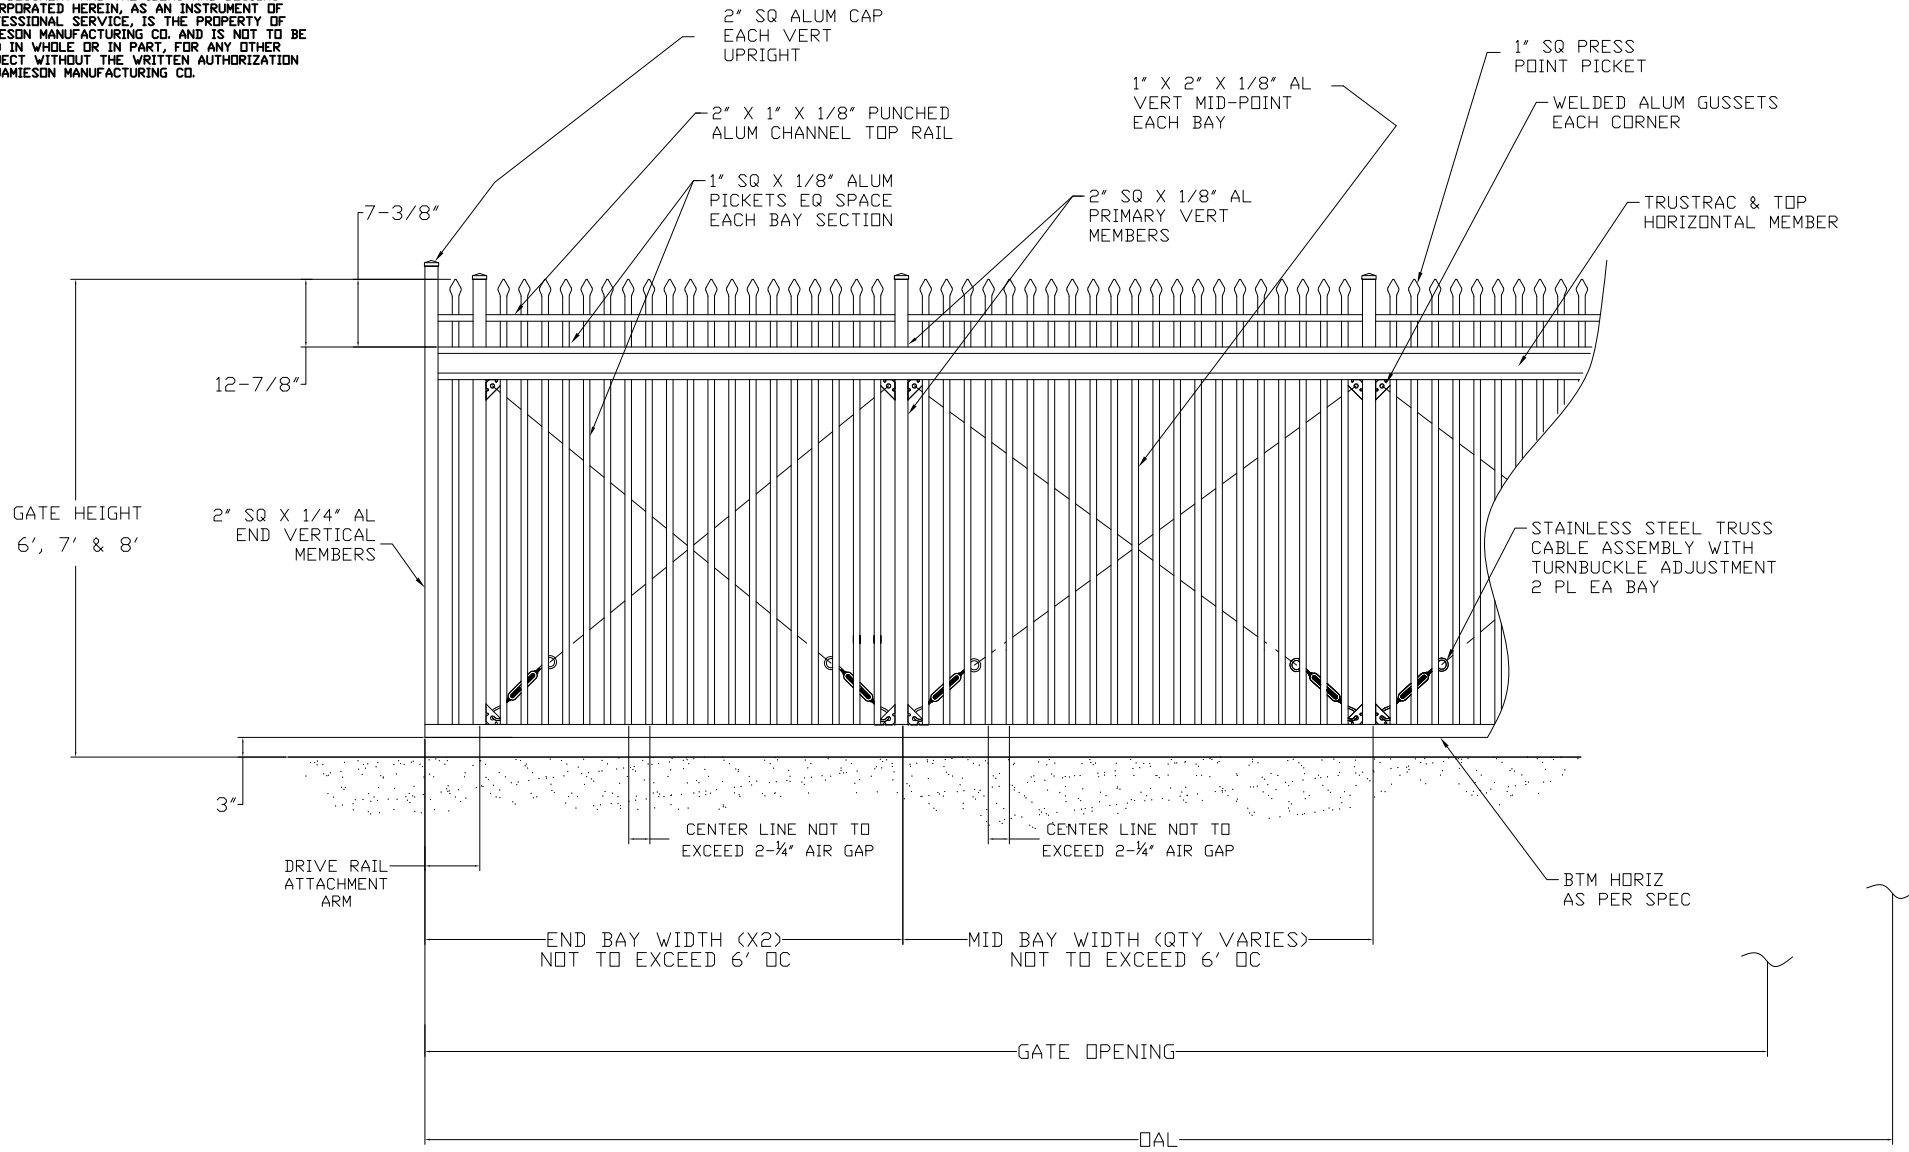 RPORATED HEREIN, AS AN INSTRUMENT OF
FESSIONAL SERVICE, IS THE PROPERTY OF
IESON MANUFACTURING CO. AND IS NOT TO BE
IN WHOLE OR IN PART, FOR ANY OTHER
JECT WITHOUT THE WRITTEN AUTHORIZATION
JAMIESON MANUFACTURING CO.
2" SQ ALUM CAP
EACH VERT
UPRIGHT
1" SQ PRESS
POINT PICKET
1" X 2" X 1/8" AL
VERT MID-POINT
EACH BAY
WELDED ALUM GUSSETS
EACH CORNER
2" X 1" X 1/8" PUNCHED
ALUM CHANNEL TOP RAIL
1" SQ X 1/8" ALUM
PICKETS EQ SPACE
EACH BAY SECTION
2" SQ X 1/8" AL
PRIMARY VERT
MEMBERS
TRUSTRAC & TOP
HORIZONTAL MEMBER
7-3/8"
12-7/8"
GATE HEIGHT
6', 7' & 8'
2" SQ X 1/4" AL
END VERTICAL
MEMBERS
STAINLESS STEEL TRUSS
CABLE ASSEMBLY WITH
TURNBUCKLE ADJUSTMENT
2 PL EA BAY
3"
CENTER LINE NOT TO
EXCEED 2-¼" AIR GAP
CENTER LINE NOT TO
EXCEED 2-¼" AIR GAP
DRIVE RAIL
ATTACHMENT
ARM
BTM HORIZ
AS PER SPEC
END BAY WIDTH (X2)
NOT TO EXCEED 6' OC
MID BAY WIDTH (QTY VARIES)
NOT TO EXCEED 6' OC
GATE OPENING
OAL